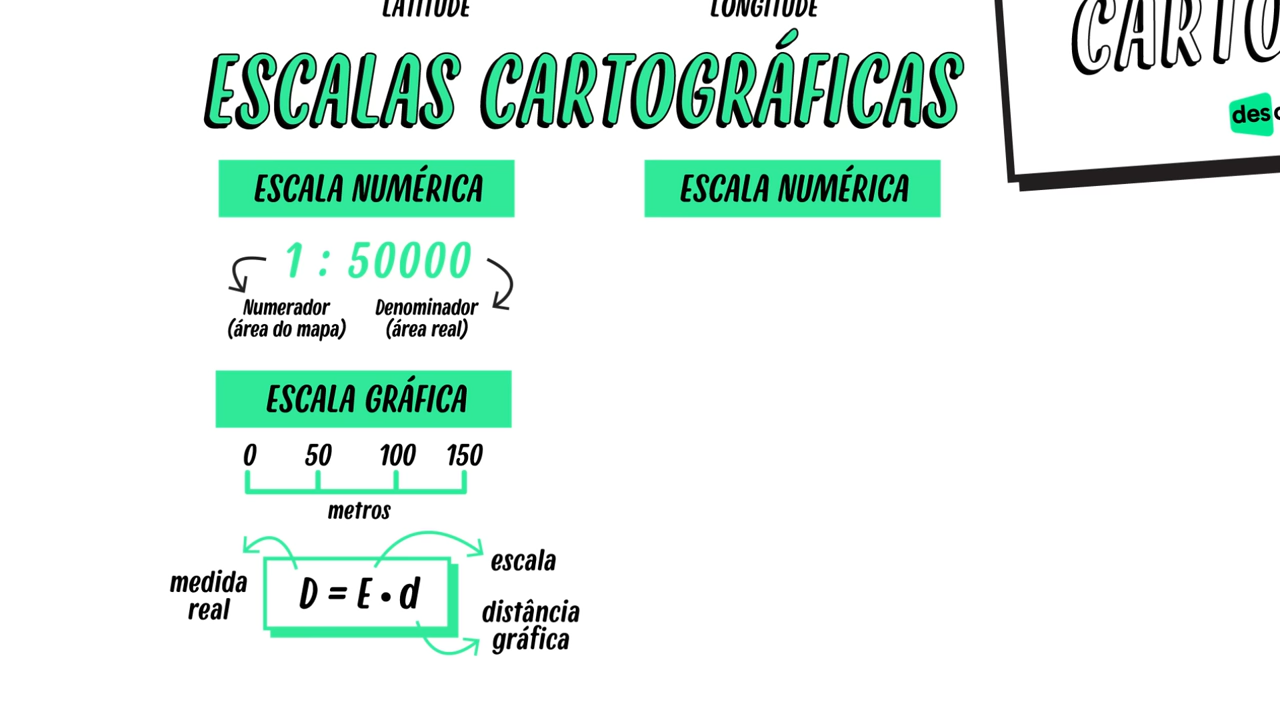 LATITUDE LONGITUDE
ESCALAS CARTOGRÁFICAS
ESCALA NUMÉRICA
1 : 50000
Numerador
(área do mapa)
Denominador
(área real)
ESCALA GRÁFICA
0 50 100 150
metros
D = E • d
medida
real
escala
distância
gráfica
ESCALA NUMÉRICA
CARTO
des